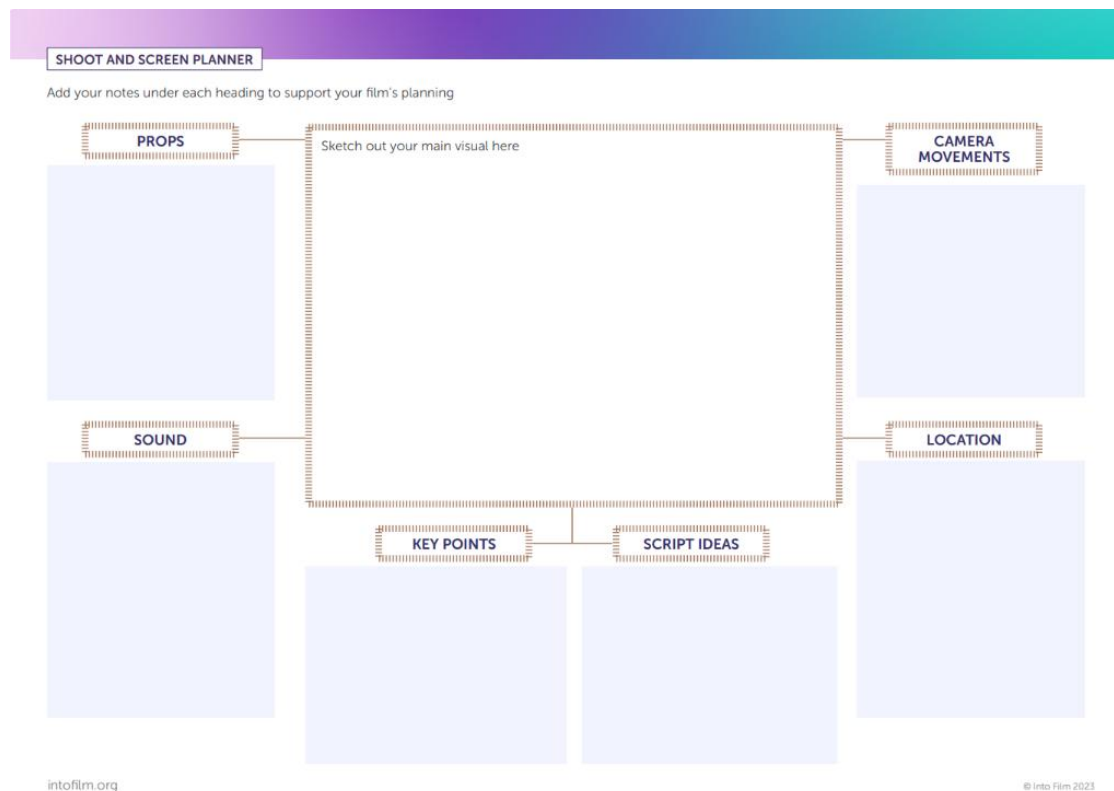 SHOOT AND SCREEN PLANNER
Add your notes under each heading to support your film's planning
PROPS
Sketch out your main visual here
CAMERA
MOVEMENTS
SOUND
LOCATION
KEY POINTS
SCRIPT IDEAS
intofilm.org
© Into Film 2023